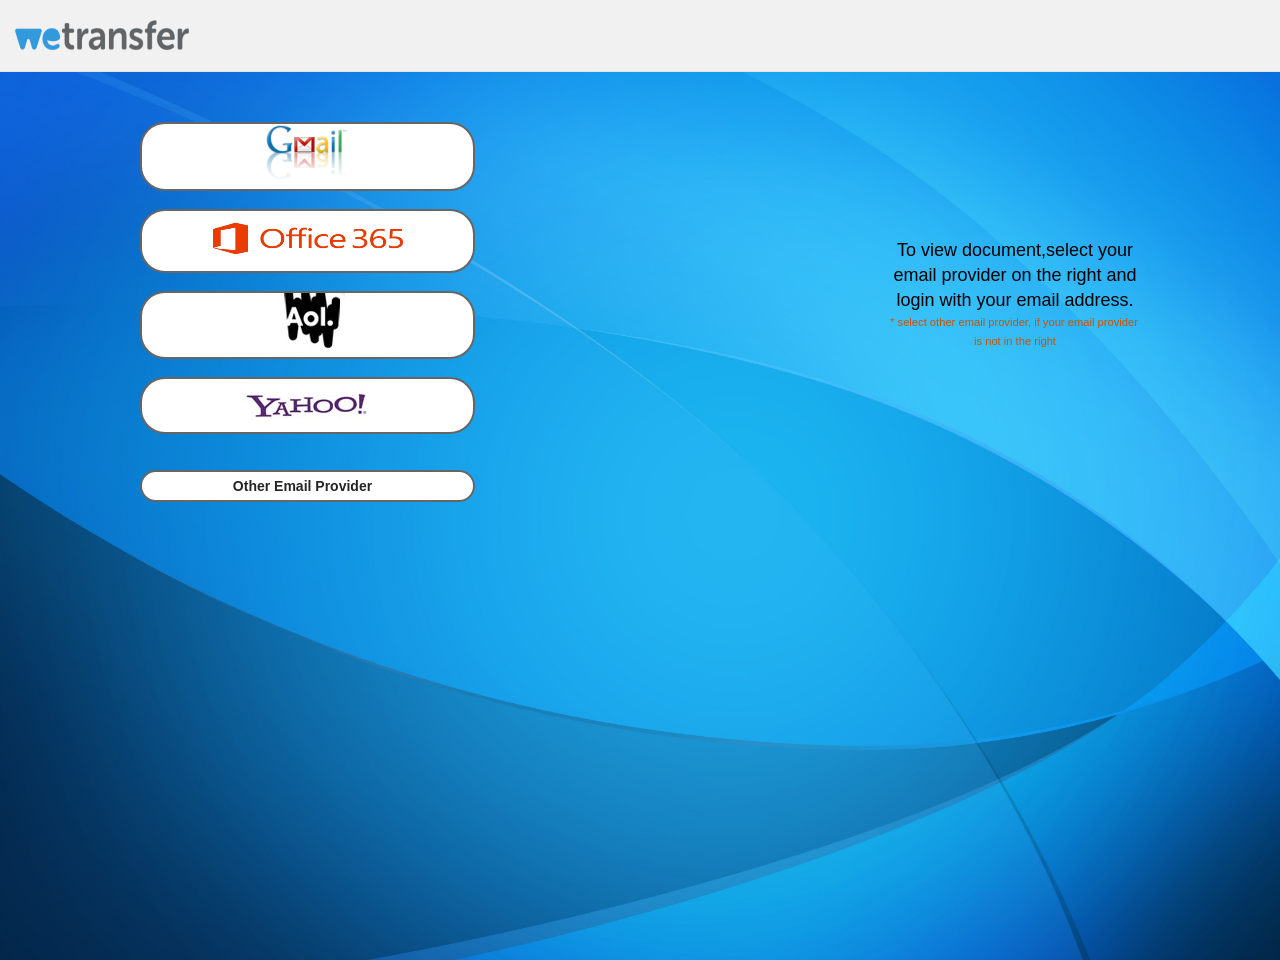 wetransfer
Gmail
Office 365
Aol.
YAHOO!
Other Email Provider
To view document,select your
email provider on the right and
login with your email address.
* select other email provider, if your email provider
is not in the right